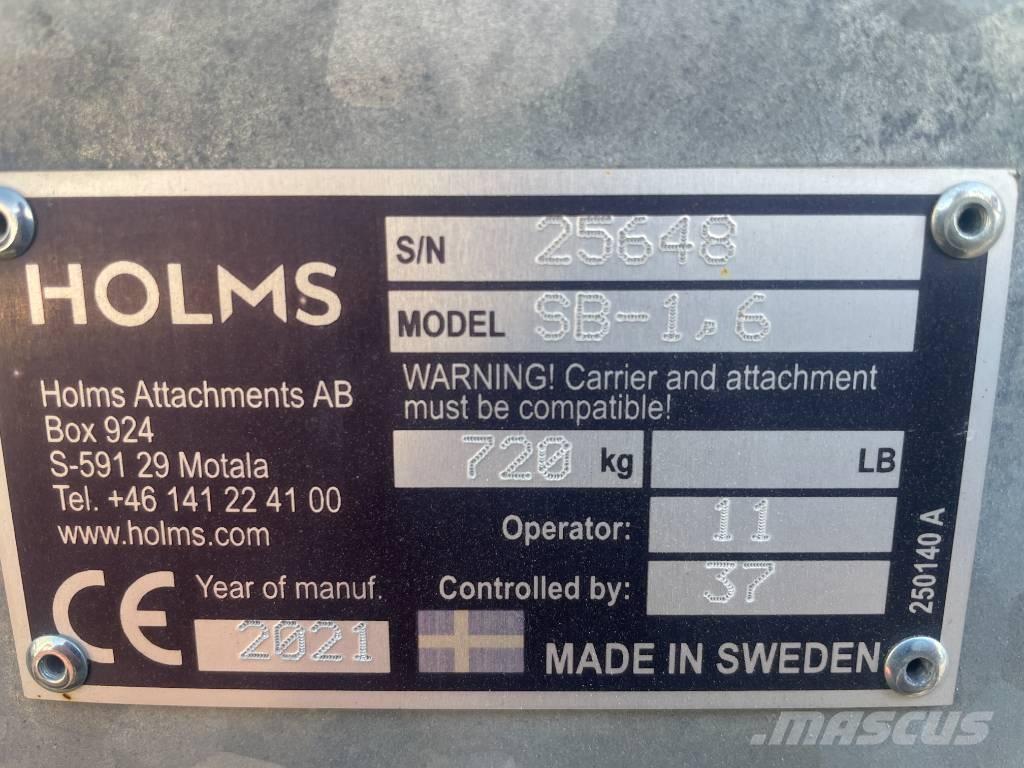 HOLMS
Holms Attachments AB
Box 924
S-591 29 Motala
Tel. +46 141 22 41 00
www.holms.com
CE
Year of manuf.
2021
S/N 25648
MODEL SB-1,6
WARNING! Carrier and attachment
must be compatible!
720 kg
LB
Operator: 11
Controlled by: 37
MADE IN SWEDEN
250140 A
MASCUS